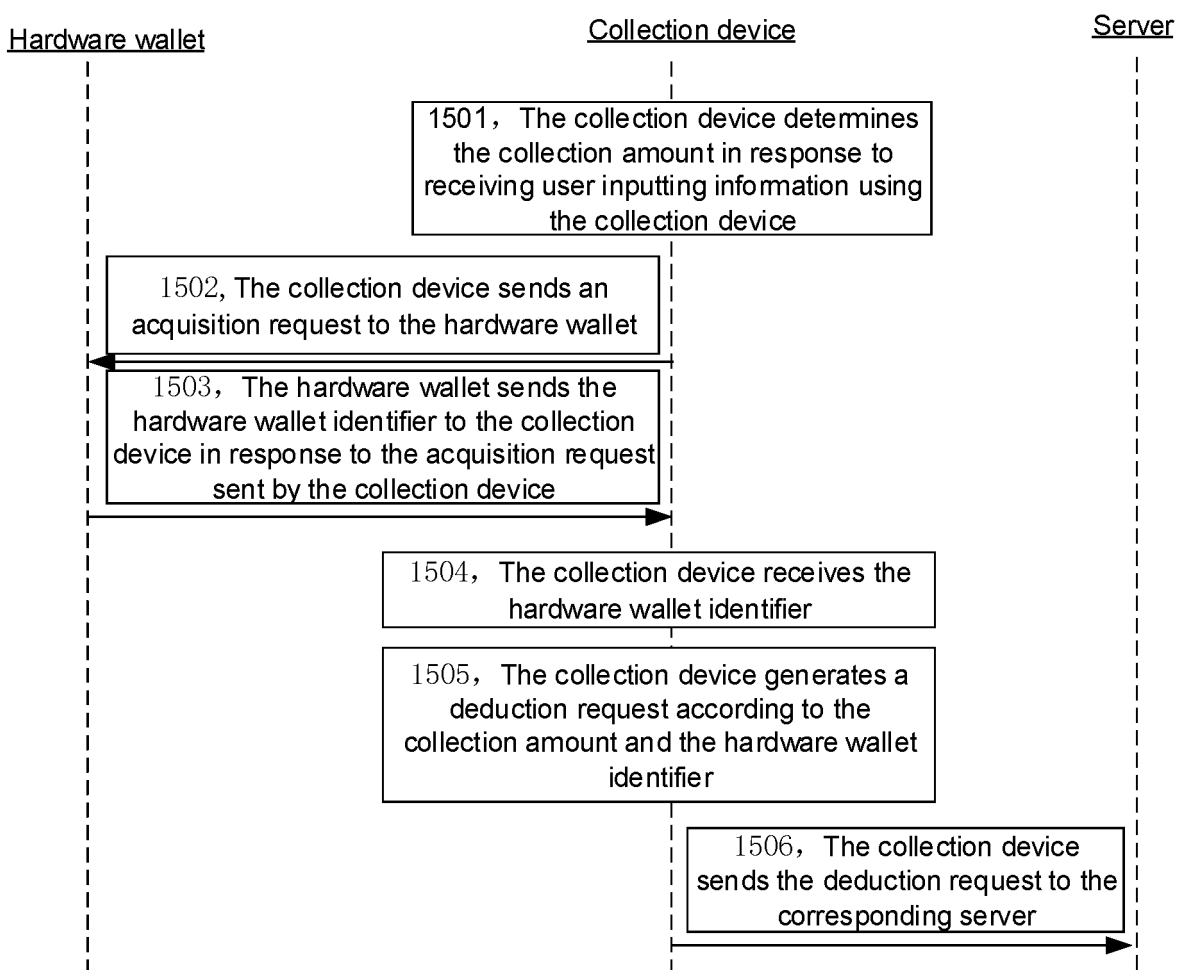 Hardware wallet
Collection device
Server
1501，The collection device determines
the collection amount in response to
receiving user inputting information using
the collection device
1502, The collection device sends an
acquisition request to the hardware wallet
1503，The hardware wallet sends the
hardware wallet identifier to the collection
device in response to the acquisition request
sent by the collection device
1504，The collection device receives the
hardware wallet identifier
1505，The collection device generates a
deduction request according to the
collection amount and the hardware wallet
identifier
1506，The collection device
sends the deduction request to the
corresponding server